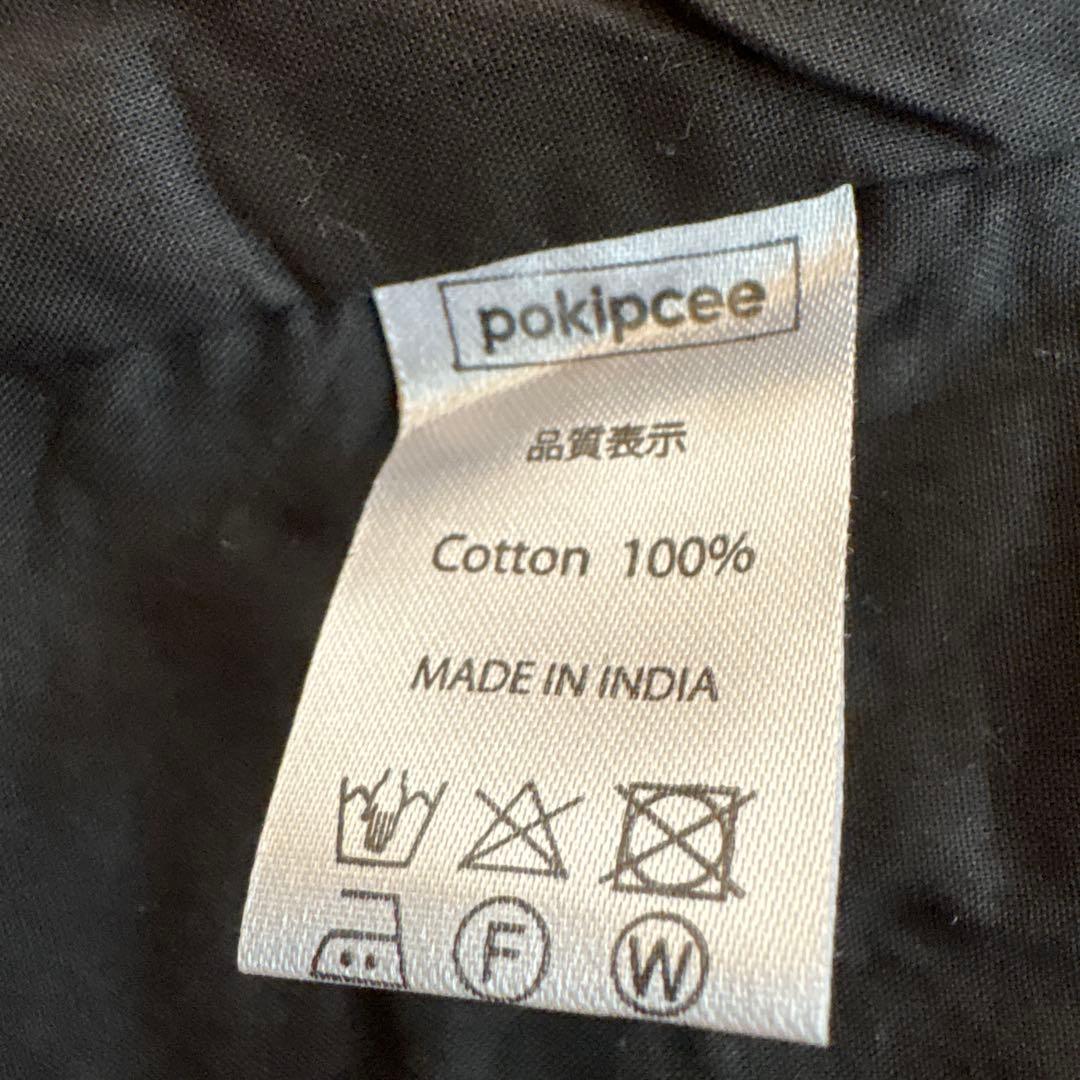 pokipcee
品質表示
Cotton 100%
MADE IN INDIA
F W